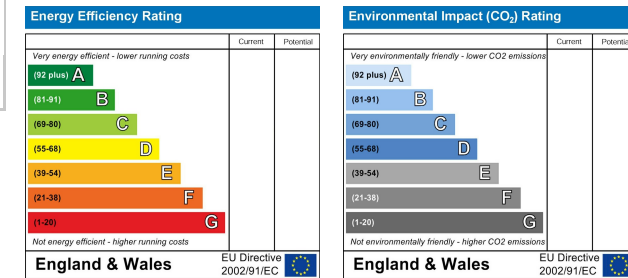 Energy Efficiency Rating
Current Potential
Very energy efficient - lower running costs
(92 plus) A
(81-91) B
(69-80) C
(55-68) D
(39-54) E
(21-38) F
(1-20) G
Not energy efficient - higher running costs
England & Wales
EU Directive
2002/91/EC
Environmental Impact (CO₂) Rating
Current Potential
Very environmentally friendly - lower CO2 emissions
(92 plus) A
(81-91) B
(69-80) C
(55-68) D
(39-54) E
(21-38) F
(1-20) G
Not environmentally friendly - higher CO2 emissions
England & Wales
EU Directive
2002/91/EC